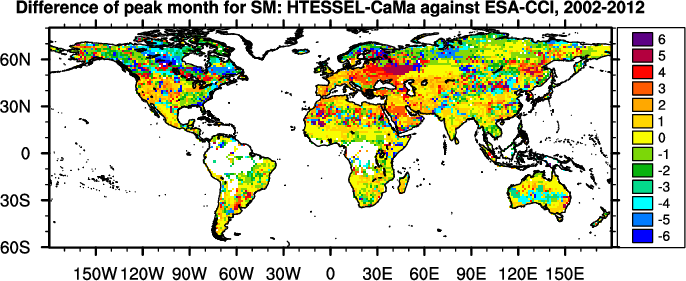 Difference of peak month for SM: HTESSEL-CaMa against ESA-CCI, 2002-2012
60N
30N
0
30S
60S
150W 120W 90W 60W 30W 0 30E 60E 90E 120E 150E
6
5
4
3
2
1
0
-1
-2
-3
-4
-5
-6